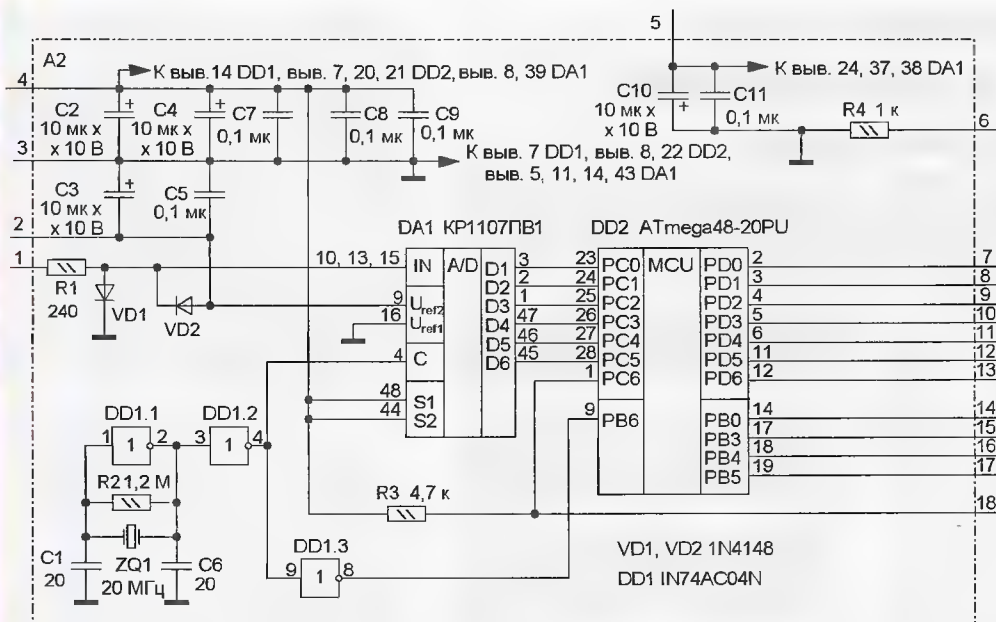 5
A2
4
К выв.14 DD1, выв. 7, 20, 21 DD2, выв. 8, 39 DA1
К выв. 24, 37, 38 DA1
C2
10 мк х
х 10 В
+
C4
10 мк х
х 10 В
+
C7
0,1 мк
C8
0,1 мк
C9
0,1 мк
C10
10 мк х
х 10 В
+
C11
0,1 мк
R4 1 к
6
3
К выв. 7 DD1, выв. 8, 22 DD2,
выв. 5, 11, 14, 43 DA1
C3
10 мк х
х 10 В
+
C5
0,1 мк
2
1
R1
240
VD1
VD2
DA1 КР1107ПВ1
10, 13, 15
9
16
4
48
44
IN
Uref2
Uref1
C
S1
S2
A/D
D1
D2
D3
D4
D5
D6
3
2
1
47
46
45
DD2 ATmega48-20PU
23
24
25
26
27
28
1
9
PC0
PC1
PC2
PC3
PC4
PC5
PC6
PB6
MCU
PD0
PD1
PD2
PD3
PD4
PD5
PD6
PB0
PB3
PB4
PB5
2
3
4
5
6
11
12
14
17
18
19
7
8
9
10
11
12
13
14
15
16
17
18
DD1.1
1
1
2
DD1.2
3
1
4
R2 1,2 М
C1
20
ZQ1
20 МГц
C6
20
R3 4,7 к
DD1.3
9
1
8
VD1, VD2 1N4148
DD1 IN74AC04N